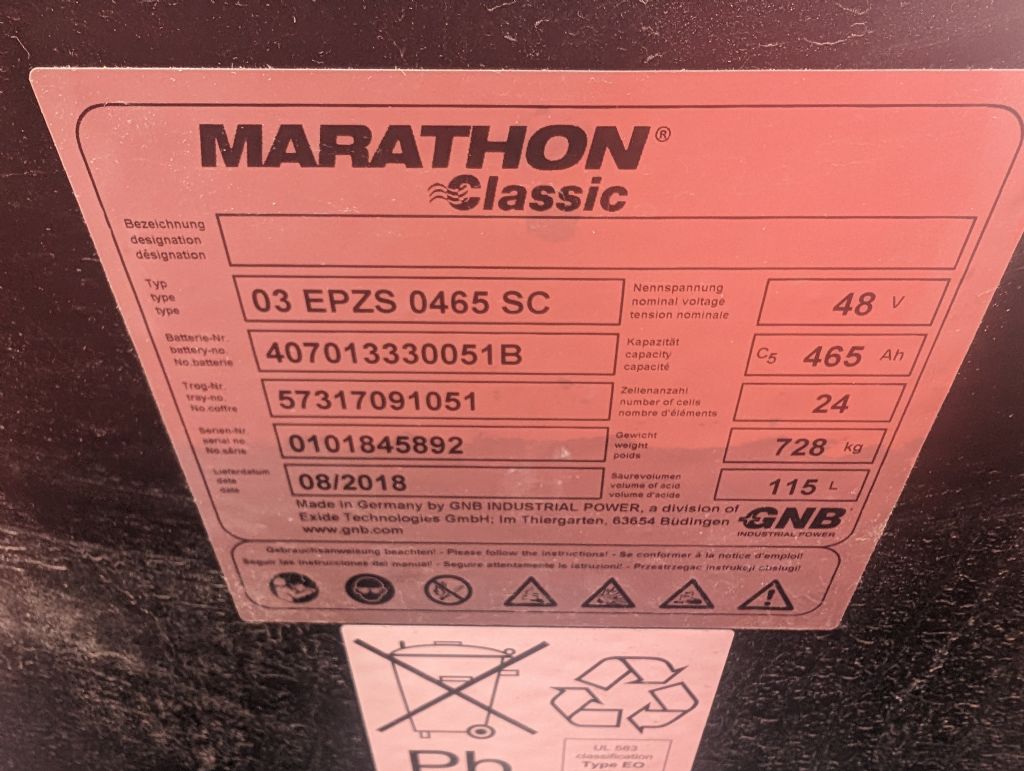 MARATHON®
Classic
Bezeichnung
designation
désignation
Typ
type
type
03 EPZS 0465 SC
Nennspannung
nominal voltage
tension nominale
48 V
Batterie-Nr.
battery-no.
No.batterie
407013330051B
Kapazität
capacity
capacité
C5 465 Ah
Trog-Nr.
tray-no.
No.coffre
57317091051
Zellenanzahl
number of cells
nombre d'éléments
24
Serien-Nr.
serial no.
No.série
0101845892
Gewicht
weight
poids
728 kg
Lieferdatum
date
date
08/2018
Saurevolumen
volume of acid
volume d'acide
115 L
Made in Germany by GNB INDUSTRIAL POWER, a division of
Exide Technologies GmbH; Im Thiergarten, 63654 Büdingen
www.gnb.com
GNB
INDUSTRIAL POWER
Gebrauchsanweisung beachten! - Please follow the instructions! - Se conformer à la notice d'emploi!
Seguir las instrucciones del manual! - Seguire attentamente le istruzioni! - Przestrzegac instrukcji obslugi!
Pb
UL 583
classification
Type EO